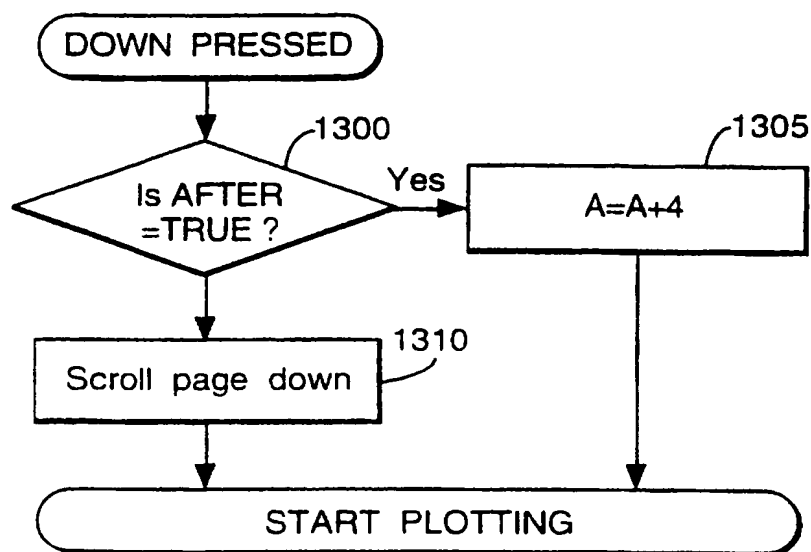 DOWN PRESSED
1300
1305
Is AFTER
=TRUE ?
Yes
A=A+4
1310
Scroll page down
START PLOTTING